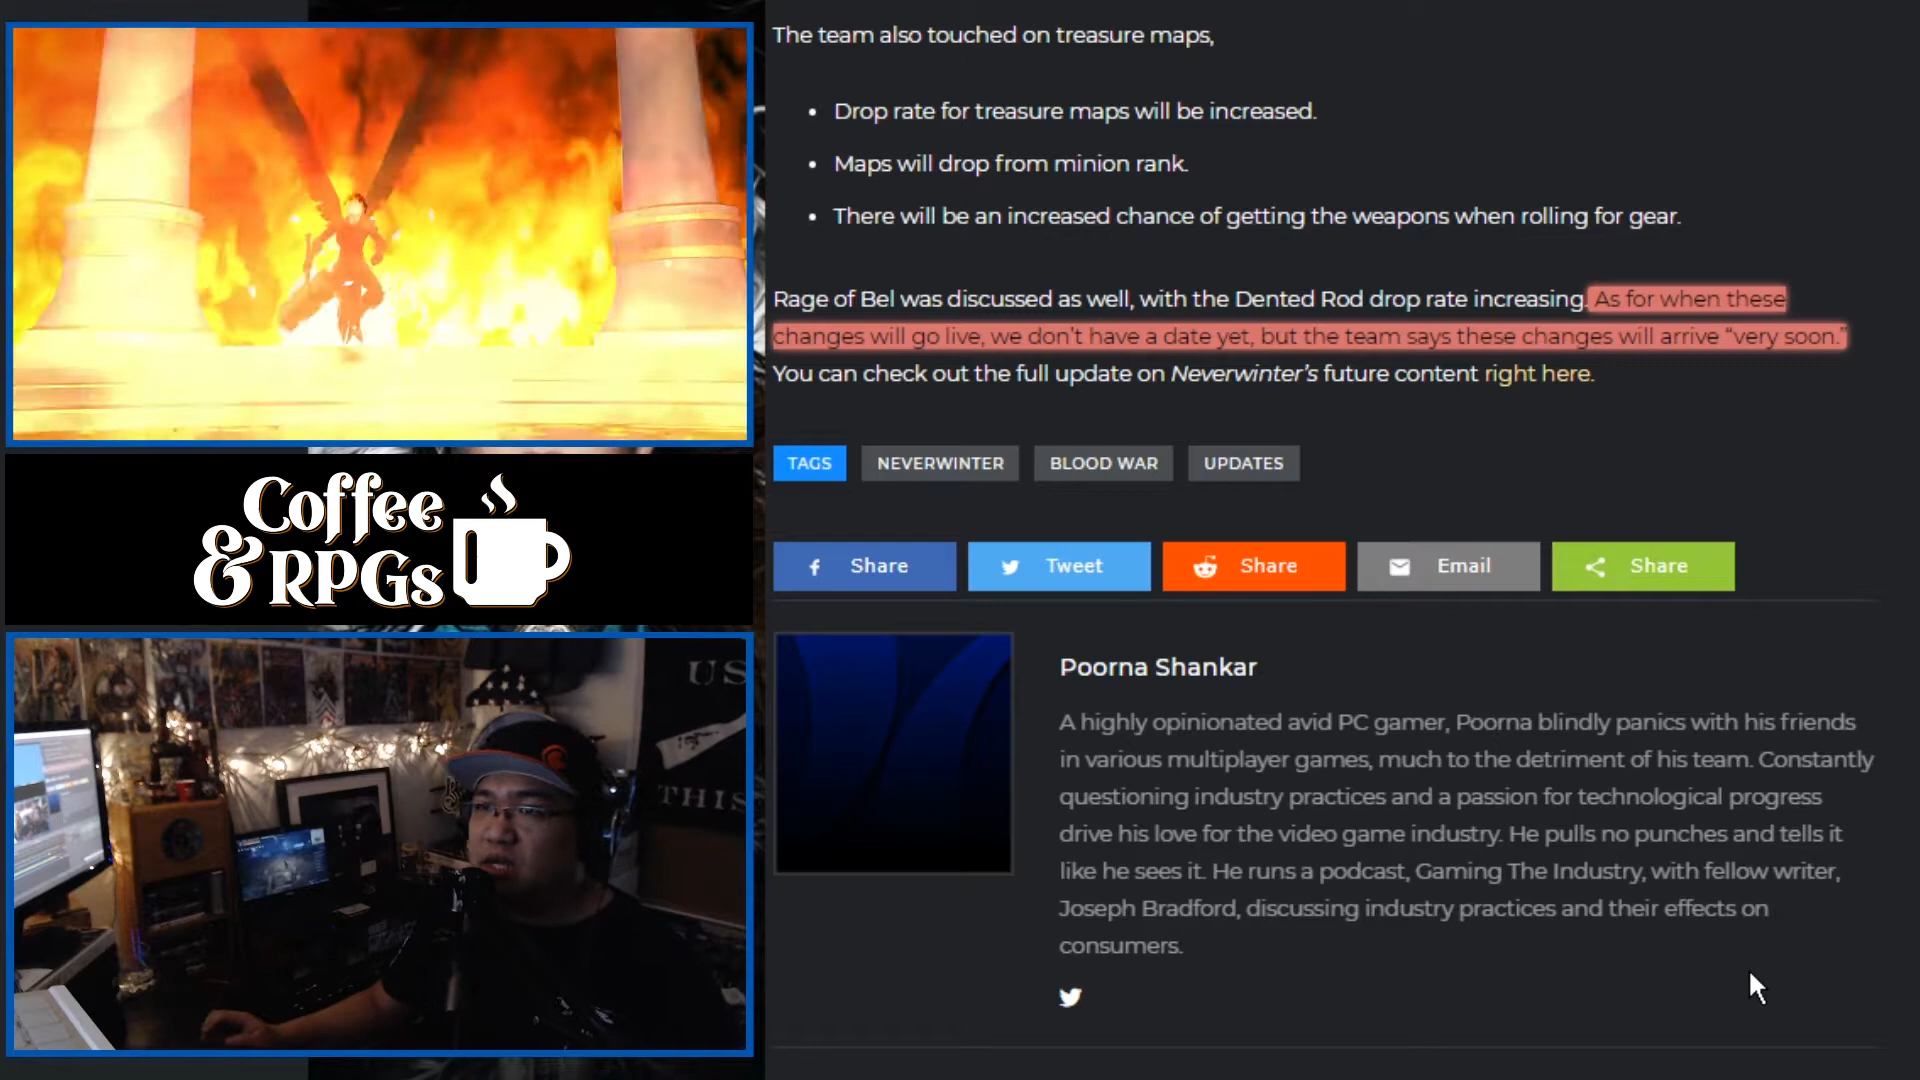 The team also touched on treasure maps,
• Drop rate for treasure maps will be increased.
• Maps will drop from minion rank.
• There will be an increased chance of getting the weapons when rolling for gear.
Rage of Bel was discussed as well, with the Dented Rod drop rate increasing. As for when these
changes will go live, we don't have a date yet, but the team says these changes will arrive “very soon.”
You can check out the full update on Neverwinter's future content right here.
TAGS NEVERWINTER BLOOD WAR UPDATES
Share Tweet Share Email Share
Poorna Shankar
A highly opinionated avid PC gamer, Poorna blindly panics with his friends
in various multiplayer games, much to the detriment of his team. Constantly
questioning industry practices and a passion for technological progress
drive his love for the video game industry. He pulls no punches and tells it
like he sees it. He runs a podcast, Gaming The Industry, with fellow writer,
Joseph Bradford, discussing industry practices and their effects on
consumers.
Coffee
& RPGs
US
THIS